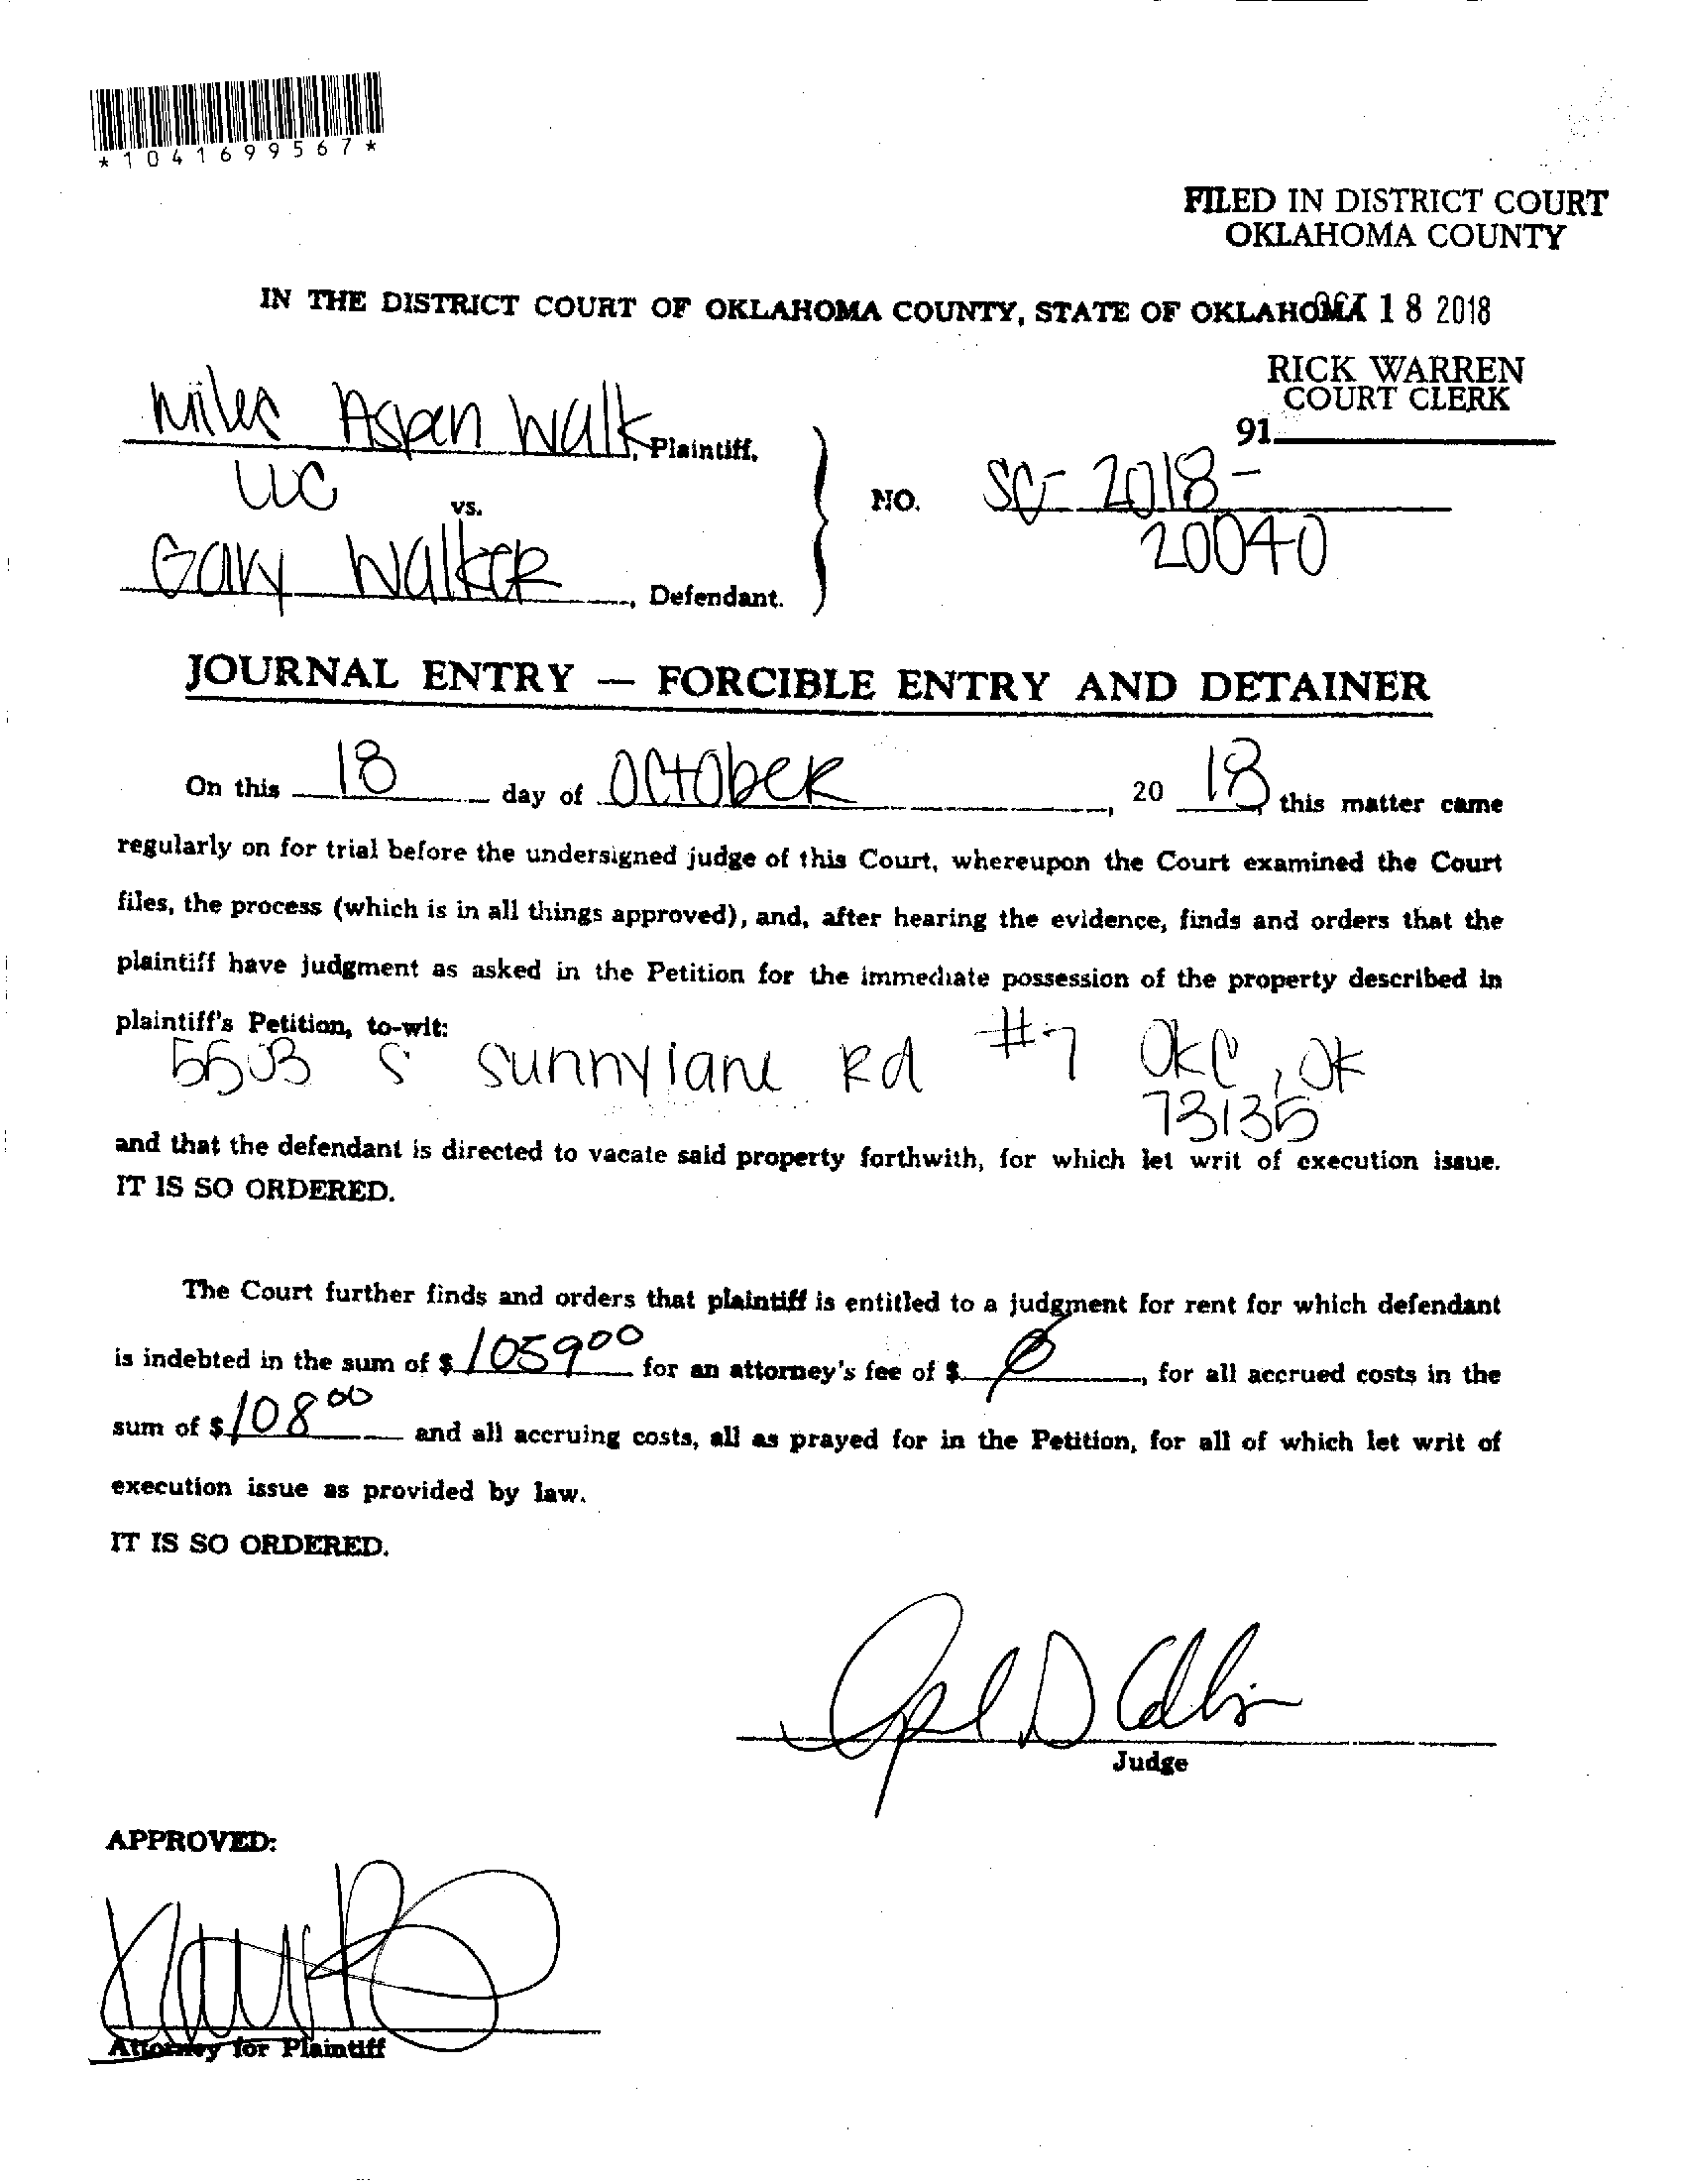 *1041699567*
FILED IN DISTRICT COURT
OKLAHOMA COUNTY
IN THE DISTRICT COURT OF OKLAHOMA COUNTY, STATE OF OKLAHOMA
OCT 18 2018
RICK WARREN
COURT CLERK
91
Miles Aspen Walk, Plaintiff,
LLC
vs.
NO. SC-2018-
20040
Gary Walker, Defendant.
JOURNAL ENTRY — FORCIBLE ENTRY AND DETAINER
On this 18 day of October, 20 18, this matter came
regularly on for trial before the undersigned judge of this Court, whereupon the Court examined the Court
files, the process (which is in all things approved), and, after hearing the evidence, finds and orders that the
plaintiff have judgment as asked in the Petition for the immediate possession of the property described in
plaintiff's Petition, to-wit:
5503 S Sunnylane Rd #7 OKC, OK
73135
and that the defendant is directed to vacate said property forthwith, for which let writ of execution issue.
IT IS SO ORDERED.
The Court further finds and orders that plaintiff is entitled to a judgment for rent for which defendant
is indebted in the sum of $ 1059 00 for an attorney's fee of $ 0, for all accrued costs in the
sum of $ 108 00 and all accruing costs, all as prayed for in the Petition, for all of which let writ of
execution issue as provided by law.
IT IS SO ORDERED.
Judge
APPROVED:
Attorney for Plaintiff